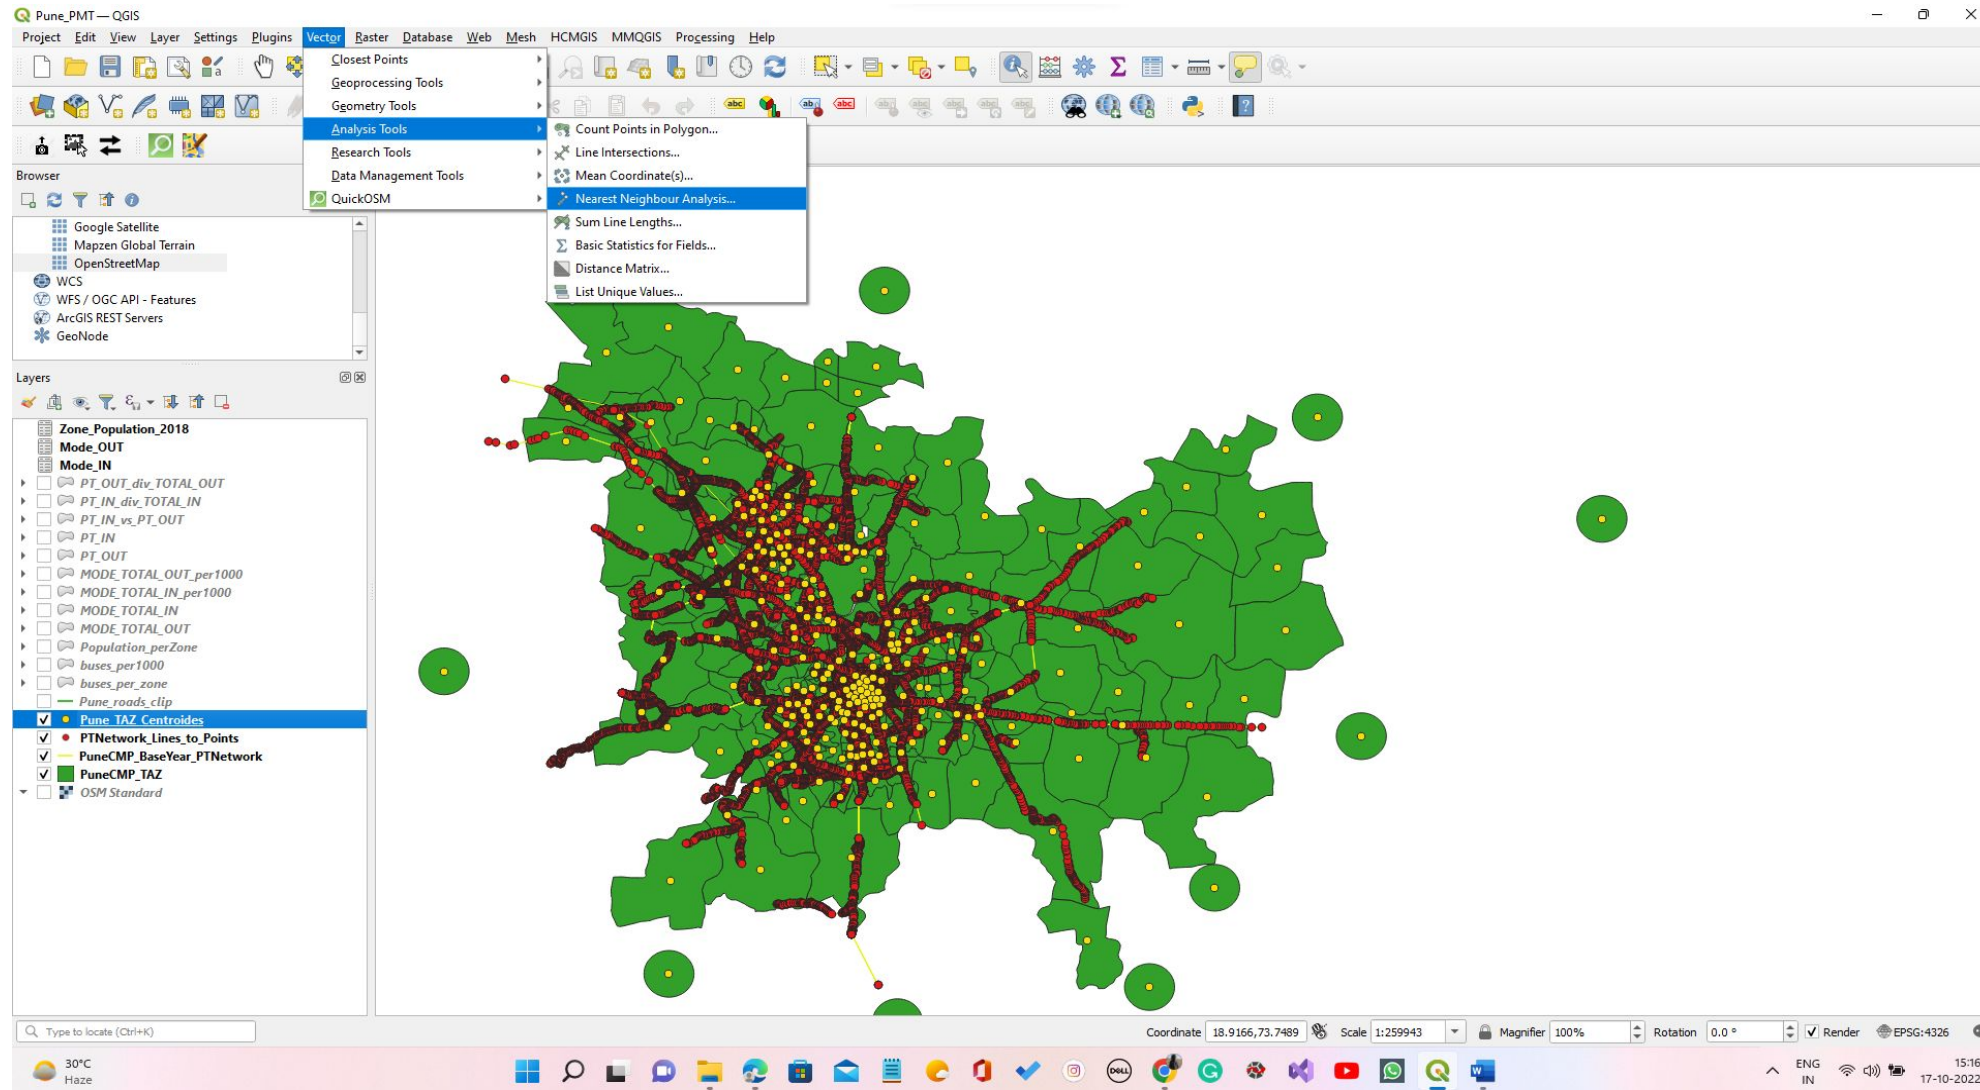 Pune_PMT — QGIS
Project Edit View Layer Settings Plugins Vector Raster Database Web Mesh HCMGIS MMQGIS Processing Help
Closest Points
Geoprocessing Tools
Geometry Tools
Analysis Tools
Research Tools
Data Management Tools
QuickOSM
Count Points in Polygon...
Line Intersections...
Mean Coordinate(s)...
Nearest Neighbour Analysis...
Sum Line Lengths...
Basic Statistics for Fields...
Distance Matrix...
List Unique Values...
abc
abc
Browser
Google Satellite
Mapzen Global Terrain
OpenStreetMap
WCS
WFS / OGC API - Features
ArcGIS REST Servers
GeoNode
Layers
Zone_Population_2018
Mode_OUT
Mode_IN
PT_OUT_div_TOTAL_OUT
PT_IN_div_TOTAL_IN
PT_IN_vs_PT_OUT
PT_IN
PT_OUT
MODE_TOTAL_OUT_per1000
MODE_TOTAL_IN_per1000
MODE_TOTAL_IN
MODE_TOTAL_OUT
Population_perZone
buses_per1000
buses_per_zone
Pune_roads_clip
Pune_TAZ_Centroides
PTNetwork_Lines_to_Points
PuneCMP_BaseYear_PTNetwork
PuneCMP_TAZ
OSM Standard
Type to locate (Ctrl+K)
Coordinate 18.9166,73.7489 Scale 1:259943 Magnifier 100% Rotation 0.0 ° Render EPSG:4326
30°C
Haze
DELL
ENG
IN
15:16
17-10-2022